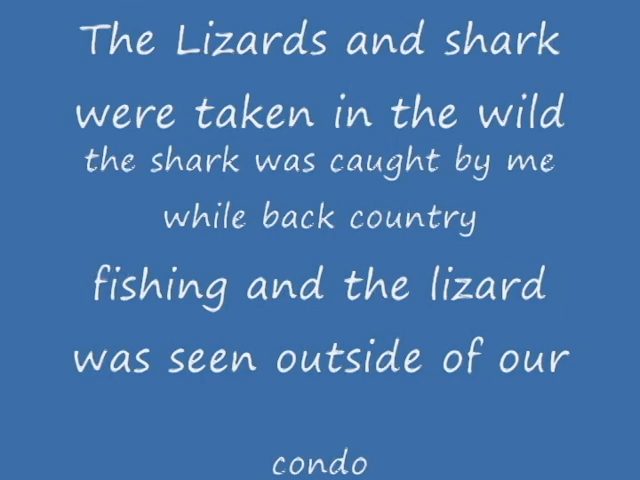 The Lizards and shark
were taken in the wild
the shark was caught by me
while back country
fishing and the lizard
was seen outside of our
condo